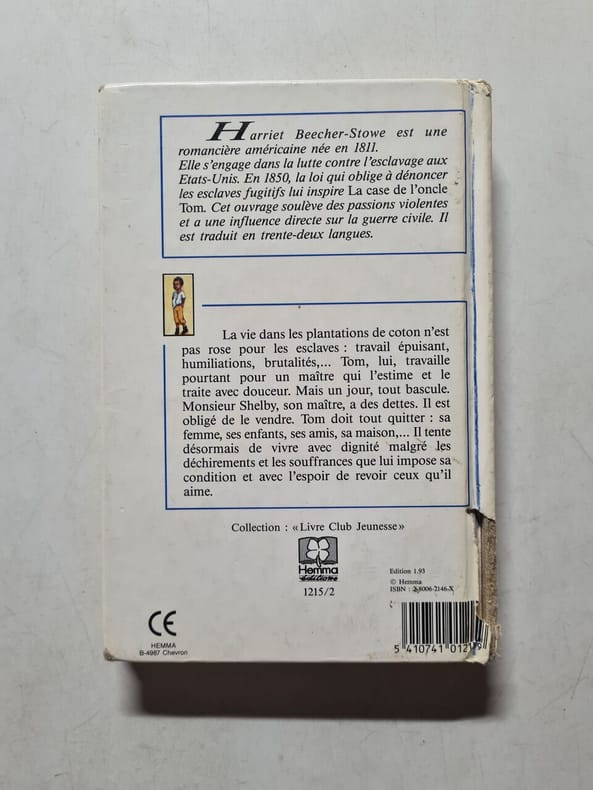 Harriet Beecher-Stowe est une
romancière américaine née en 1811.
Elle s'engage dans la lutte contre l'esclavage aux
Etats-Unis. En 1850, la loi qui oblige à dénoncer
les esclaves fugitifs lui inspire La case de l'oncle
Tom. Cet ouvrage soulève des passions violentes
et a une influence directe sur la guerre civile. Il
est traduit en trente-deux langues.
La vie dans les plantations de coton n'est
pas rose pour les esclaves : travail épuisant,
humiliations, brutalités,... Tom, lui, travaille
pourtant pour un maître qui l'estime et le
traite avec douceur. Mais un jour, tout bascule.
Monsieur Shelby, son maître, a des dettes. Il est
obligé de le vendre. Tom doit tout quitter : sa
femme, ses enfants, ses amis, sa maison,... Il tente
désormais de vivre avec dignité malgré les
déchirements et les souffrances que lui impose sa
condition et avec l'espoir de revoir ceux qu'il
aime.
Collection : «Livre Club Jeunesse»
Hemma
éditions
1215/2
Edition 1.93
© Hemma
ISBN : 2-8006-2146-X
CE
HEMMA
B-4987 Chevron
5 410741 012